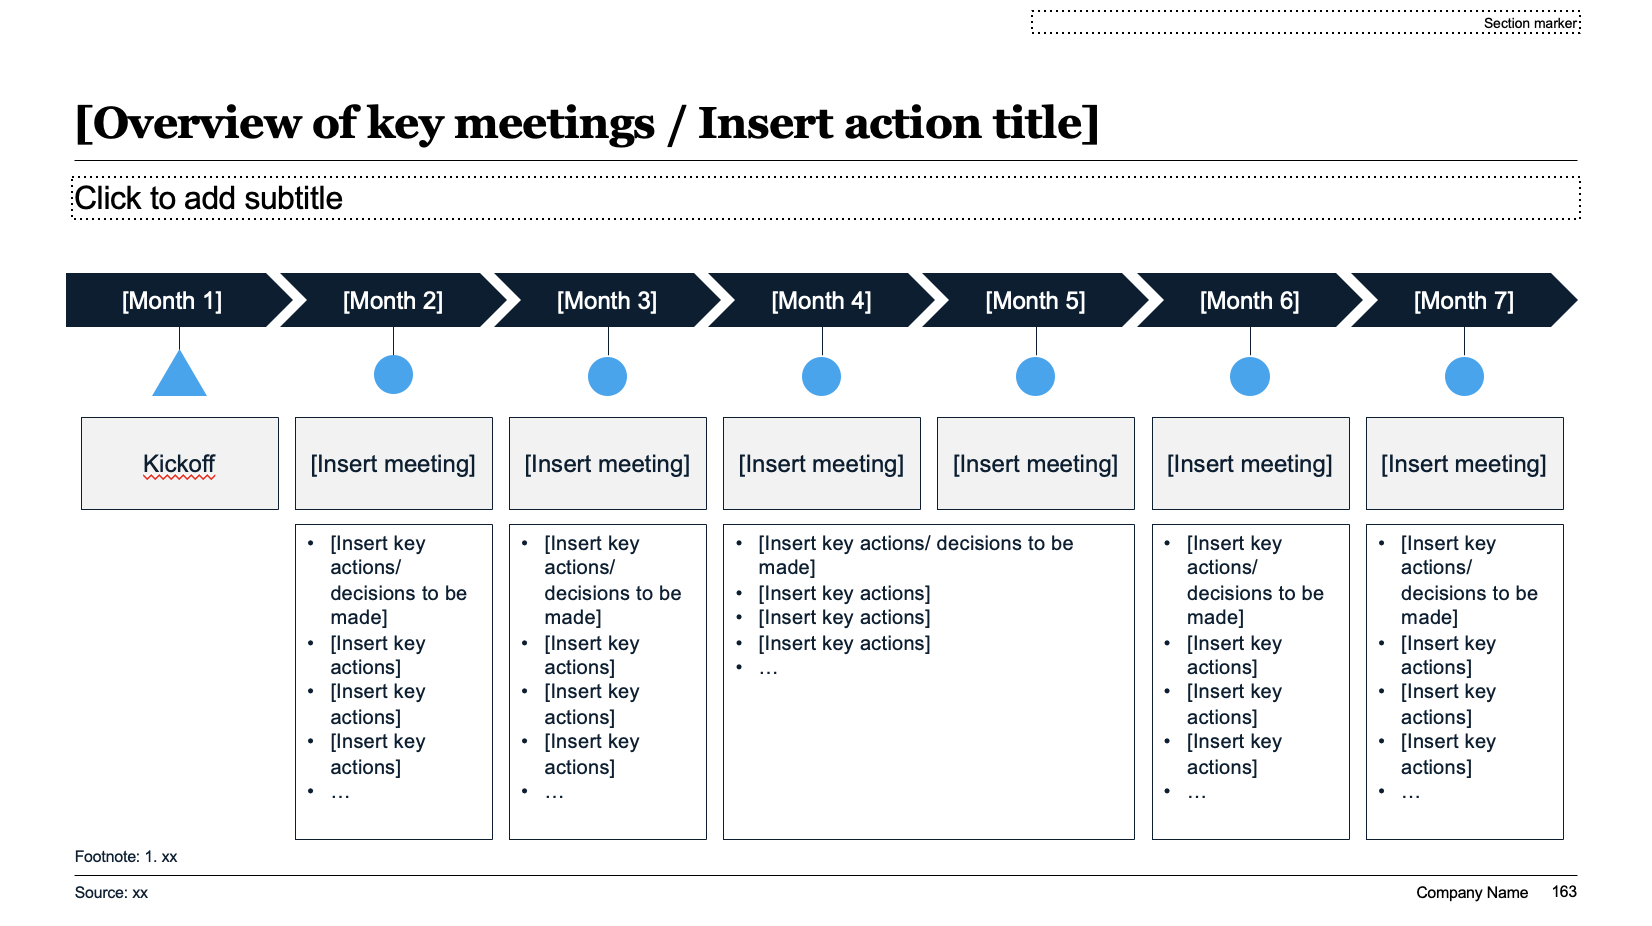 Section marker
[Overview of key meetings / Insert action title]
Click to add subtitle
[Month 1]
[Month 2]
[Month 3]
[Month 4]
[Month 5]
[Month 6]
[Month 7]
Kickoff
[Insert meeting]
[Insert meeting]
[Insert meeting]
[Insert meeting]
[Insert meeting]
[Insert meeting]
• [Insert key
actions/
decisions to be
made]
• [Insert key
actions]
• [Insert key
actions]
• [Insert key
actions]
• …
• [Insert key
actions/
decisions to be
made]
• [Insert key
actions]
• [Insert key
actions]
• [Insert key
actions]
• …
• [Insert key actions/ decisions to be
made]
• [Insert key actions]
• [Insert key actions]
• [Insert key actions]
• …
• [Insert key
actions/
decisions to be
made]
• [Insert key
actions]
• [Insert key
actions]
• [Insert key
actions]
• …
• [Insert key
actions/
decisions to be
made]
• [Insert key
actions]
• [Insert key
actions]
• [Insert key
actions]
• …
Footnote: 1. xx
Source: xx
Company Name
163